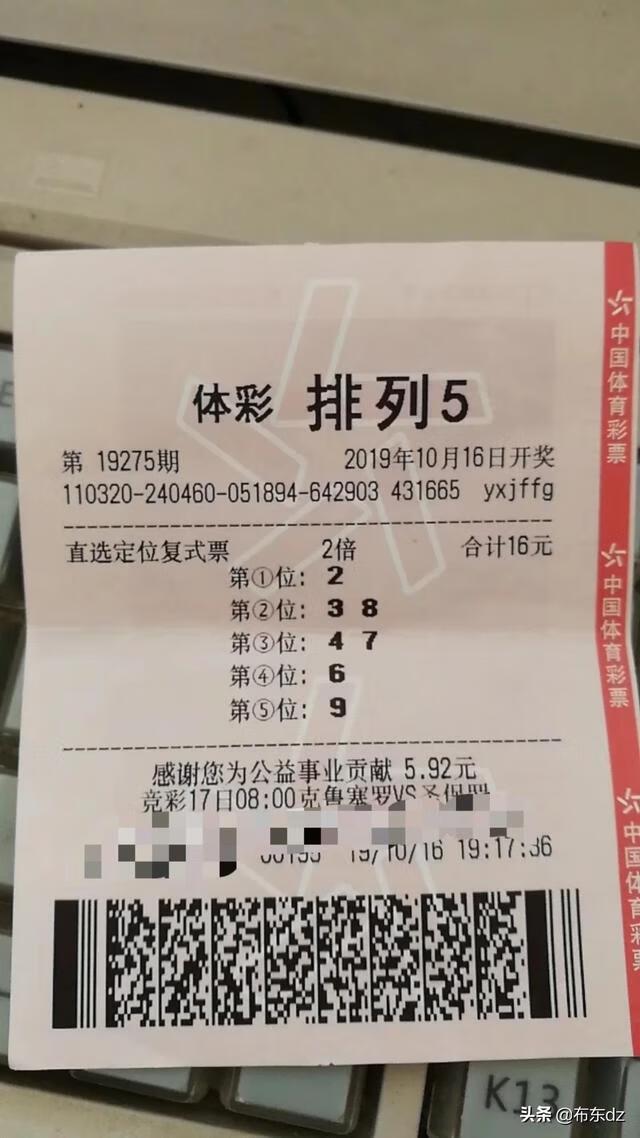 体彩 排列5
第 19275期 2019年10月16日开奖
110320-240460-051894-642903 431665 yxjffg
直选定位复式票 2倍 合计16元
第①位: 2
第②位: 3 8
第③位: 4 7
第④位: 6
第⑤位: 9
感谢您为公益事业贡献 5.92元
竞彩17日08:00克鲁塞罗VS圣保罗
00195 19/10/16 19:17:36
中国体育彩票
中国体育彩票
中国体育彩票
K13
头条 @布东dz